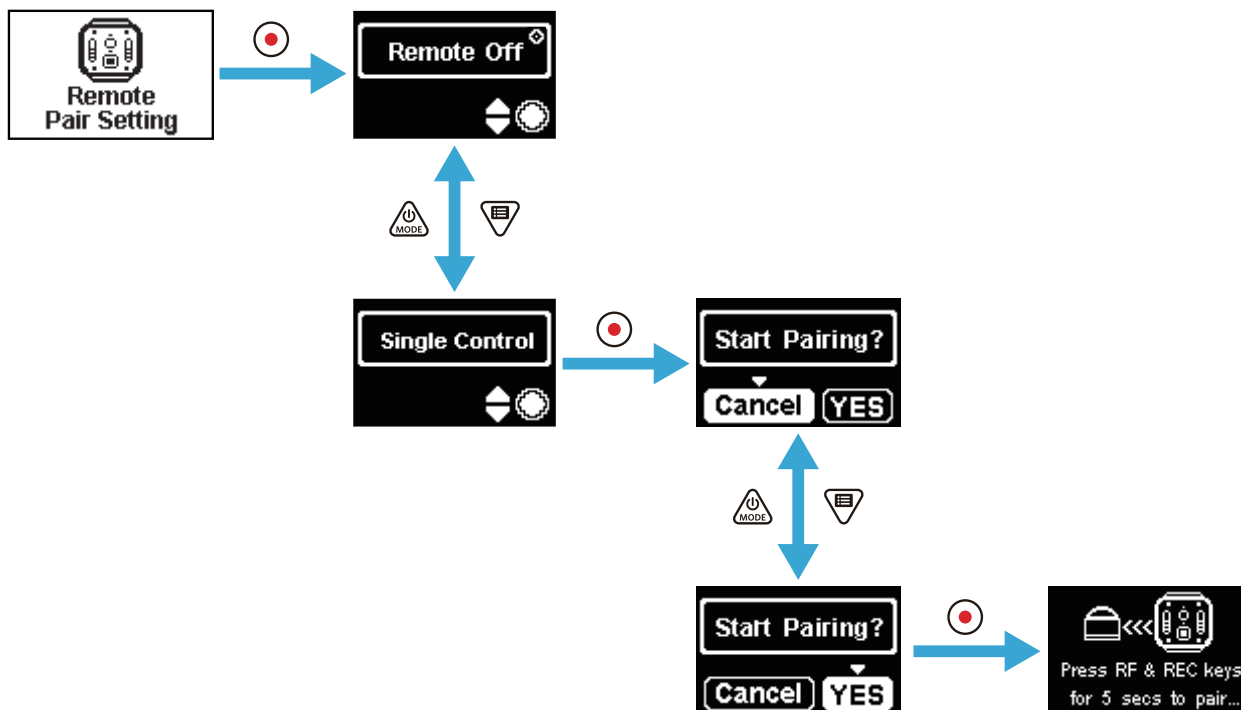 Remote
Pair Setting
Remote Off
MODE
Single Control
Start Pairing?
Cancel YES
MODE
Start Pairing?
Cancel YES
Press RF & REC keys
for 5 secs to pair...